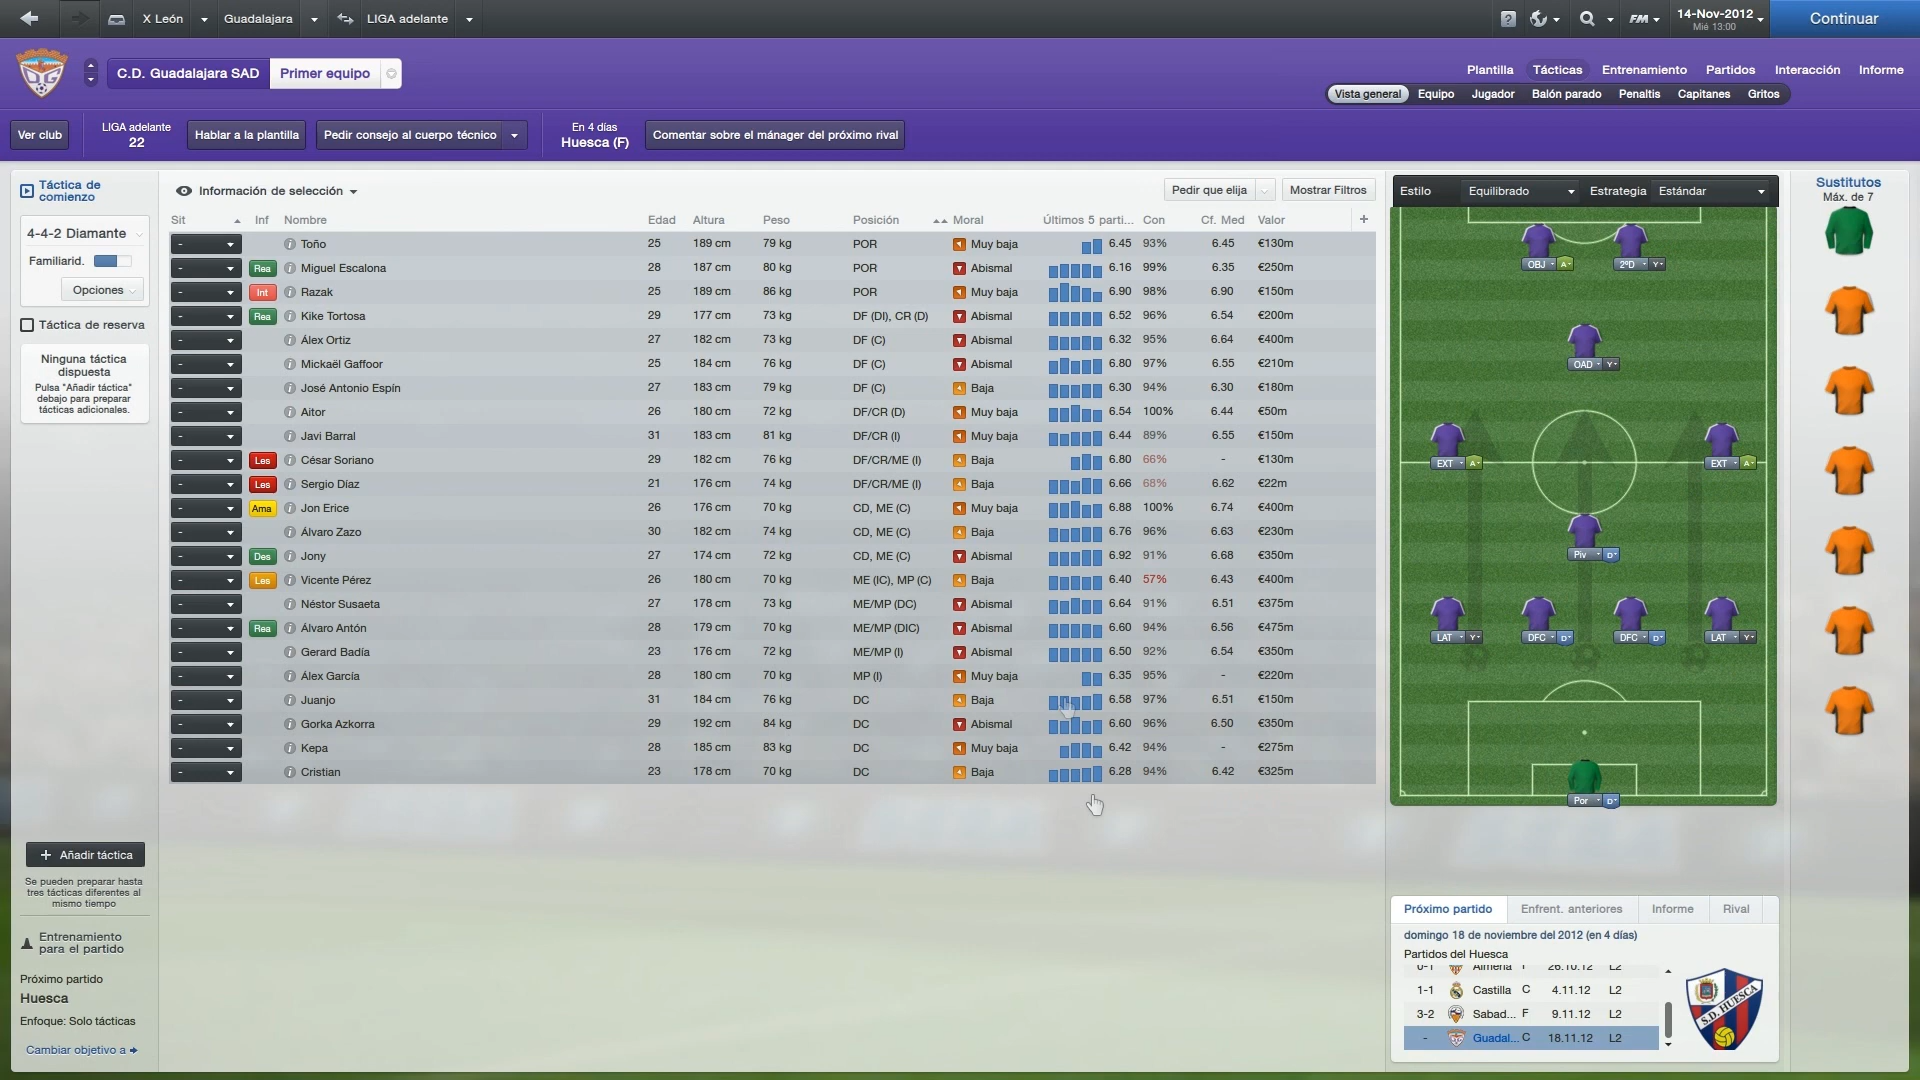 X León
Guadalajara
LIGA adelante
14-Nov-2012
Mié 13:00
Continuar
C.D. Guadalajara SAD
Primer equipo
Plantilla Tácticas Entrenamiento Partidos Interacción Informe
Vista general Equipo Jugador Balón parado Penaltis Capitanes Gritos
Ver club
LIGA adelante
22
Hablar a la plantilla
Pedir consejo al cuerpo técnico
En 4 días
Huesca (F)
Comentar sobre el mánager del próximo rival
Táctica de
comienzo
4-4-2 Diamante
Familiarid.
Opciones
Táctica de reserva
Ninguna táctica
dispuesta
Pulsa "Añadir táctica"
debajo para preparar
tácticas adicionales.
Añadir táctica
Se pueden preparar hasta
tres tácticas diferentes al
mismo tiempo
Entrenamiento
para el partido
Próximo partido
Huesca
Enfoque: Solo tácticas
Cambiar objetivo a
Información de selección
Pedir que elija
Mostrar Filtros
Sit Inf Nombre Edad Altura Peso Posición Moral Últimos 5 parti... Con Cf. Med Valor +
- Toño 25 189 cm 79 kg POR Muy baja 6.45 93% 6.45 €130m
- Rea Miguel Escalona 28 187 cm 80 kg POR Abismal 6.16 99% 6.35 €250m
- Int Razak 25 189 cm 86 kg POR Muy baja 6.90 98% 6.90 €150m
- Rea Kike Tortosa 29 177 cm 73 kg DF (DI), CR (D) Abismal 6.52 96% 6.54 €200m
- Álex Ortiz 27 182 cm 73 kg DF (C) Abismal 6.32 95% 6.64 €400m
- Mickaël Gaffoor 25 184 cm 76 kg DF (C) Abismal 6.80 97% 6.55 €210m
- José Antonio Espín 27 183 cm 79 kg DF (C) Baja 6.30 94% 6.30 €180m
- Aitor 26 180 cm 72 kg DF/CR (D) Muy baja 6.54 100% 6.44 €50m
- Javi Barral 31 183 cm 81 kg DF/CR (I) Muy baja 6.44 89% 6.55 €150m
- Les César Soriano 29 182 cm 76 kg DF/CR/ME (I) Baja 6.80 66% - €130m
- Les Sergio Díaz 21 176 cm 74 kg DF/CR/ME (I) Baja 6.66 68% 6.62 €22m
- Ama Jon Erice 26 176 cm 70 kg CD, ME (C) Muy baja 6.88 100% 6.74 €400m
- Álvaro Zazo 30 182 cm 74 kg CD, ME (C) Baja 6.76 96% 6.63 €230m
- Des Jony 27 174 cm 72 kg CD, ME (C) Abismal 6.92 91% 6.68 €350m
- Les Vicente Pérez 26 180 cm 70 kg ME (IC), MP (C) Baja 6.40 57% 6.43 €400m
- Néstor Susaeta 27 178 cm 73 kg ME/MP (DC) Abismal 6.64 91% 6.51 €375m
- Rea Álvaro Antón 28 179 cm 70 kg ME/MP (DIC) Abismal 6.60 94% 6.56 €475m
- Gerard Badía 23 176 cm 72 kg ME/MP (I) Abismal 6.50 92% 6.54 €350m
- Álex García 28 180 cm 70 kg MP (I) Muy baja 6.35 95% - €220m
- Juanjo 31 184 cm 76 kg DC Baja 6.58 97% 6.51 €150m
- Gorka Azkorra 29 192 cm 84 kg DC Abismal 6.60 96% 6.50 €350m
- Kepa 28 185 cm 83 kg DC Muy baja 6.42 94% - €275m
- Cristian 23 178 cm 70 kg DC Baja 6.28 94% 6.42 €325m
Estilo Equilibrado Estrategia Estándar
OBJ A 2ºD Y
OAD Y
EXT A EXT A
Piv D
LAT Y DFC D DFC D LAT Y
Por D
Sustitutos
Máx. de 7
Próximo partido Enfrent. anteriores Informe Rival
domingo 18 de noviembre del 2012 (en 4 días)
Partidos del Huesca
0-1 Almería F 26.10.12 L2
1-1 Castilla C 4.11.12 L2
3-2 Sabad... F 9.11.12 L2
- Guadal... C 18.11.12 L2
S.D. HUESCA
FM
?